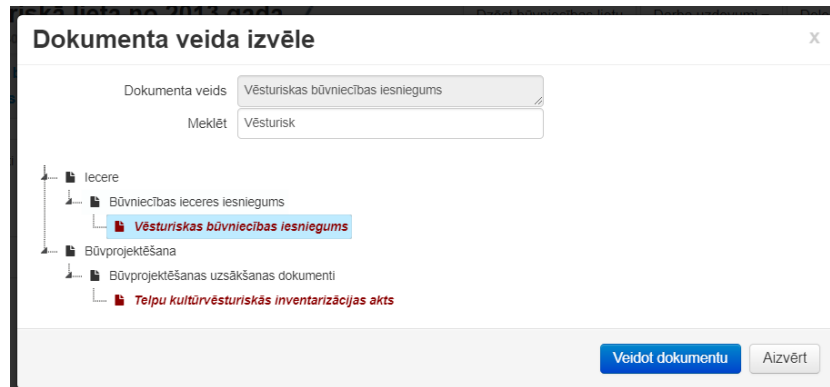 Dokumenta veida izvēle
x
Dokumenta veids
Vēsturiskas būvniecības iesniegums
Meklēt
Vēsturisk
Iecere
Būvniecības ieceres iesniegums
Vēsturiskas būvniecības iesniegums
Būvprojektēšana
Būvprojektēšanas uzsākšanas dokumenti
Telpu kultūrvēsturiskās inventarizācijas akts
Veidot dokumentu
Aizvērt